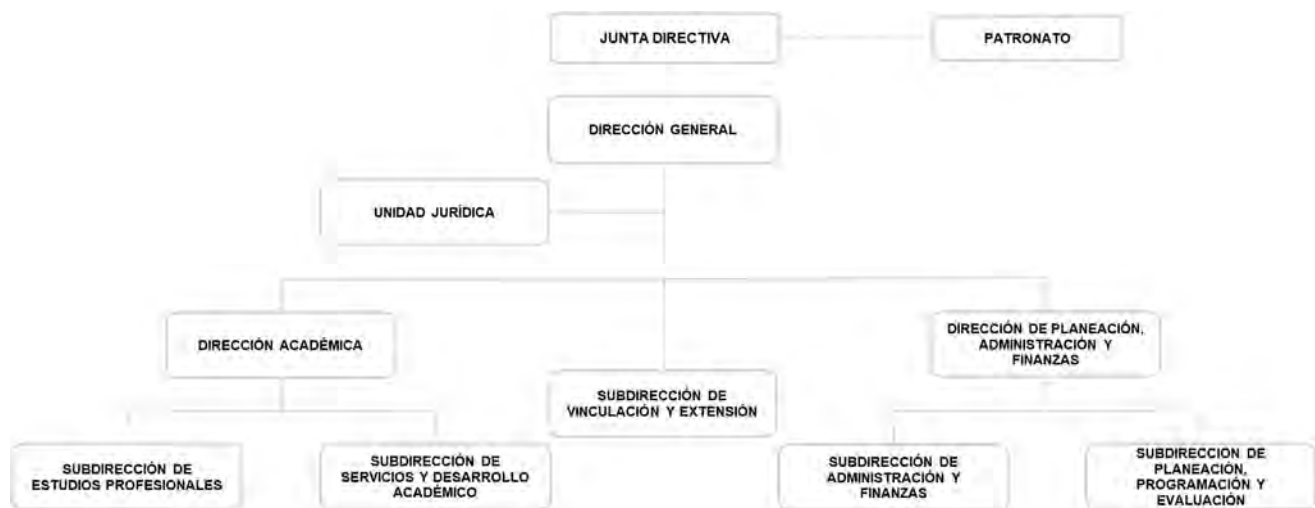 JUNTA DIRECTIVA
PATRONATO
DIRECCIÓN GENERAL
UNIDAD JURÍDICA
DIRECCIÓN ACADÉMICA
DIRECCIÓN DE PLANEACIÓN,
ADMINISTRACIÓN Y
FINANZAS
SUBDIRECCIÓN DE
VINCULACIÓN Y EXTENSIÓN
SUBDIRECCIÓN DE
ESTUDIOS PROFESIONALES
SUBDIRECCIÓN DE
SERVICIOS Y DESARROLLO
ACADÉMICO
SUBDIRECCIÓN DE
ADMINISTRACIÓN Y
FINANZAS
SUBDIRECCIÓN DE
PLANEACIÓN,
PROGRAMACIÓN Y
EVALUACIÓN